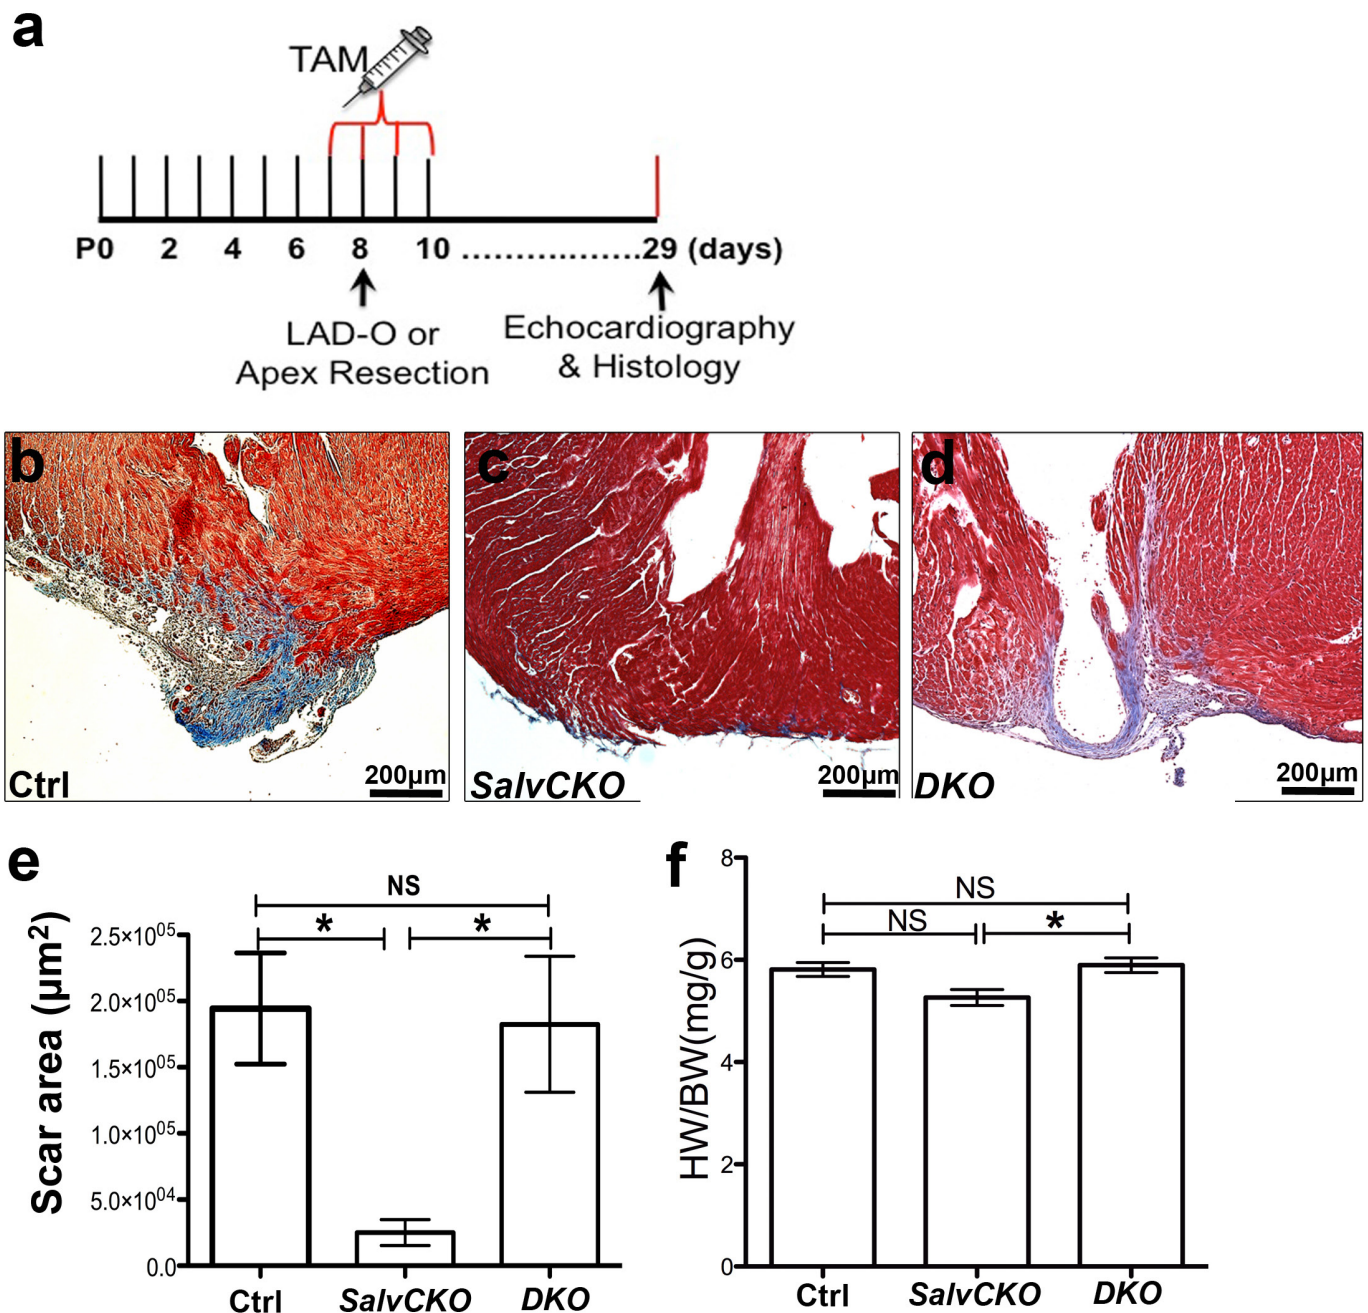 a
TAM
P0 2 4 6 8 10 ..................29 (days)
LAD-O or
Apex Resection
Echocardiography
& Histology
b
Ctrl
200µm
c
SalvCKO
200µm
d
DKO
200µm
e
NS
* *
Scar area (µm²)
2.5×10⁰⁵
2.0×10⁰⁵
1.5×10⁰⁵
1.0×10⁰⁵
5.0×10⁰⁴
0.0
Ctrl SalvCKO DKO
f
NS
NS *
HW/BW(mg/g)
8
6
4
2
0
Ctrl SalvCKO DKO